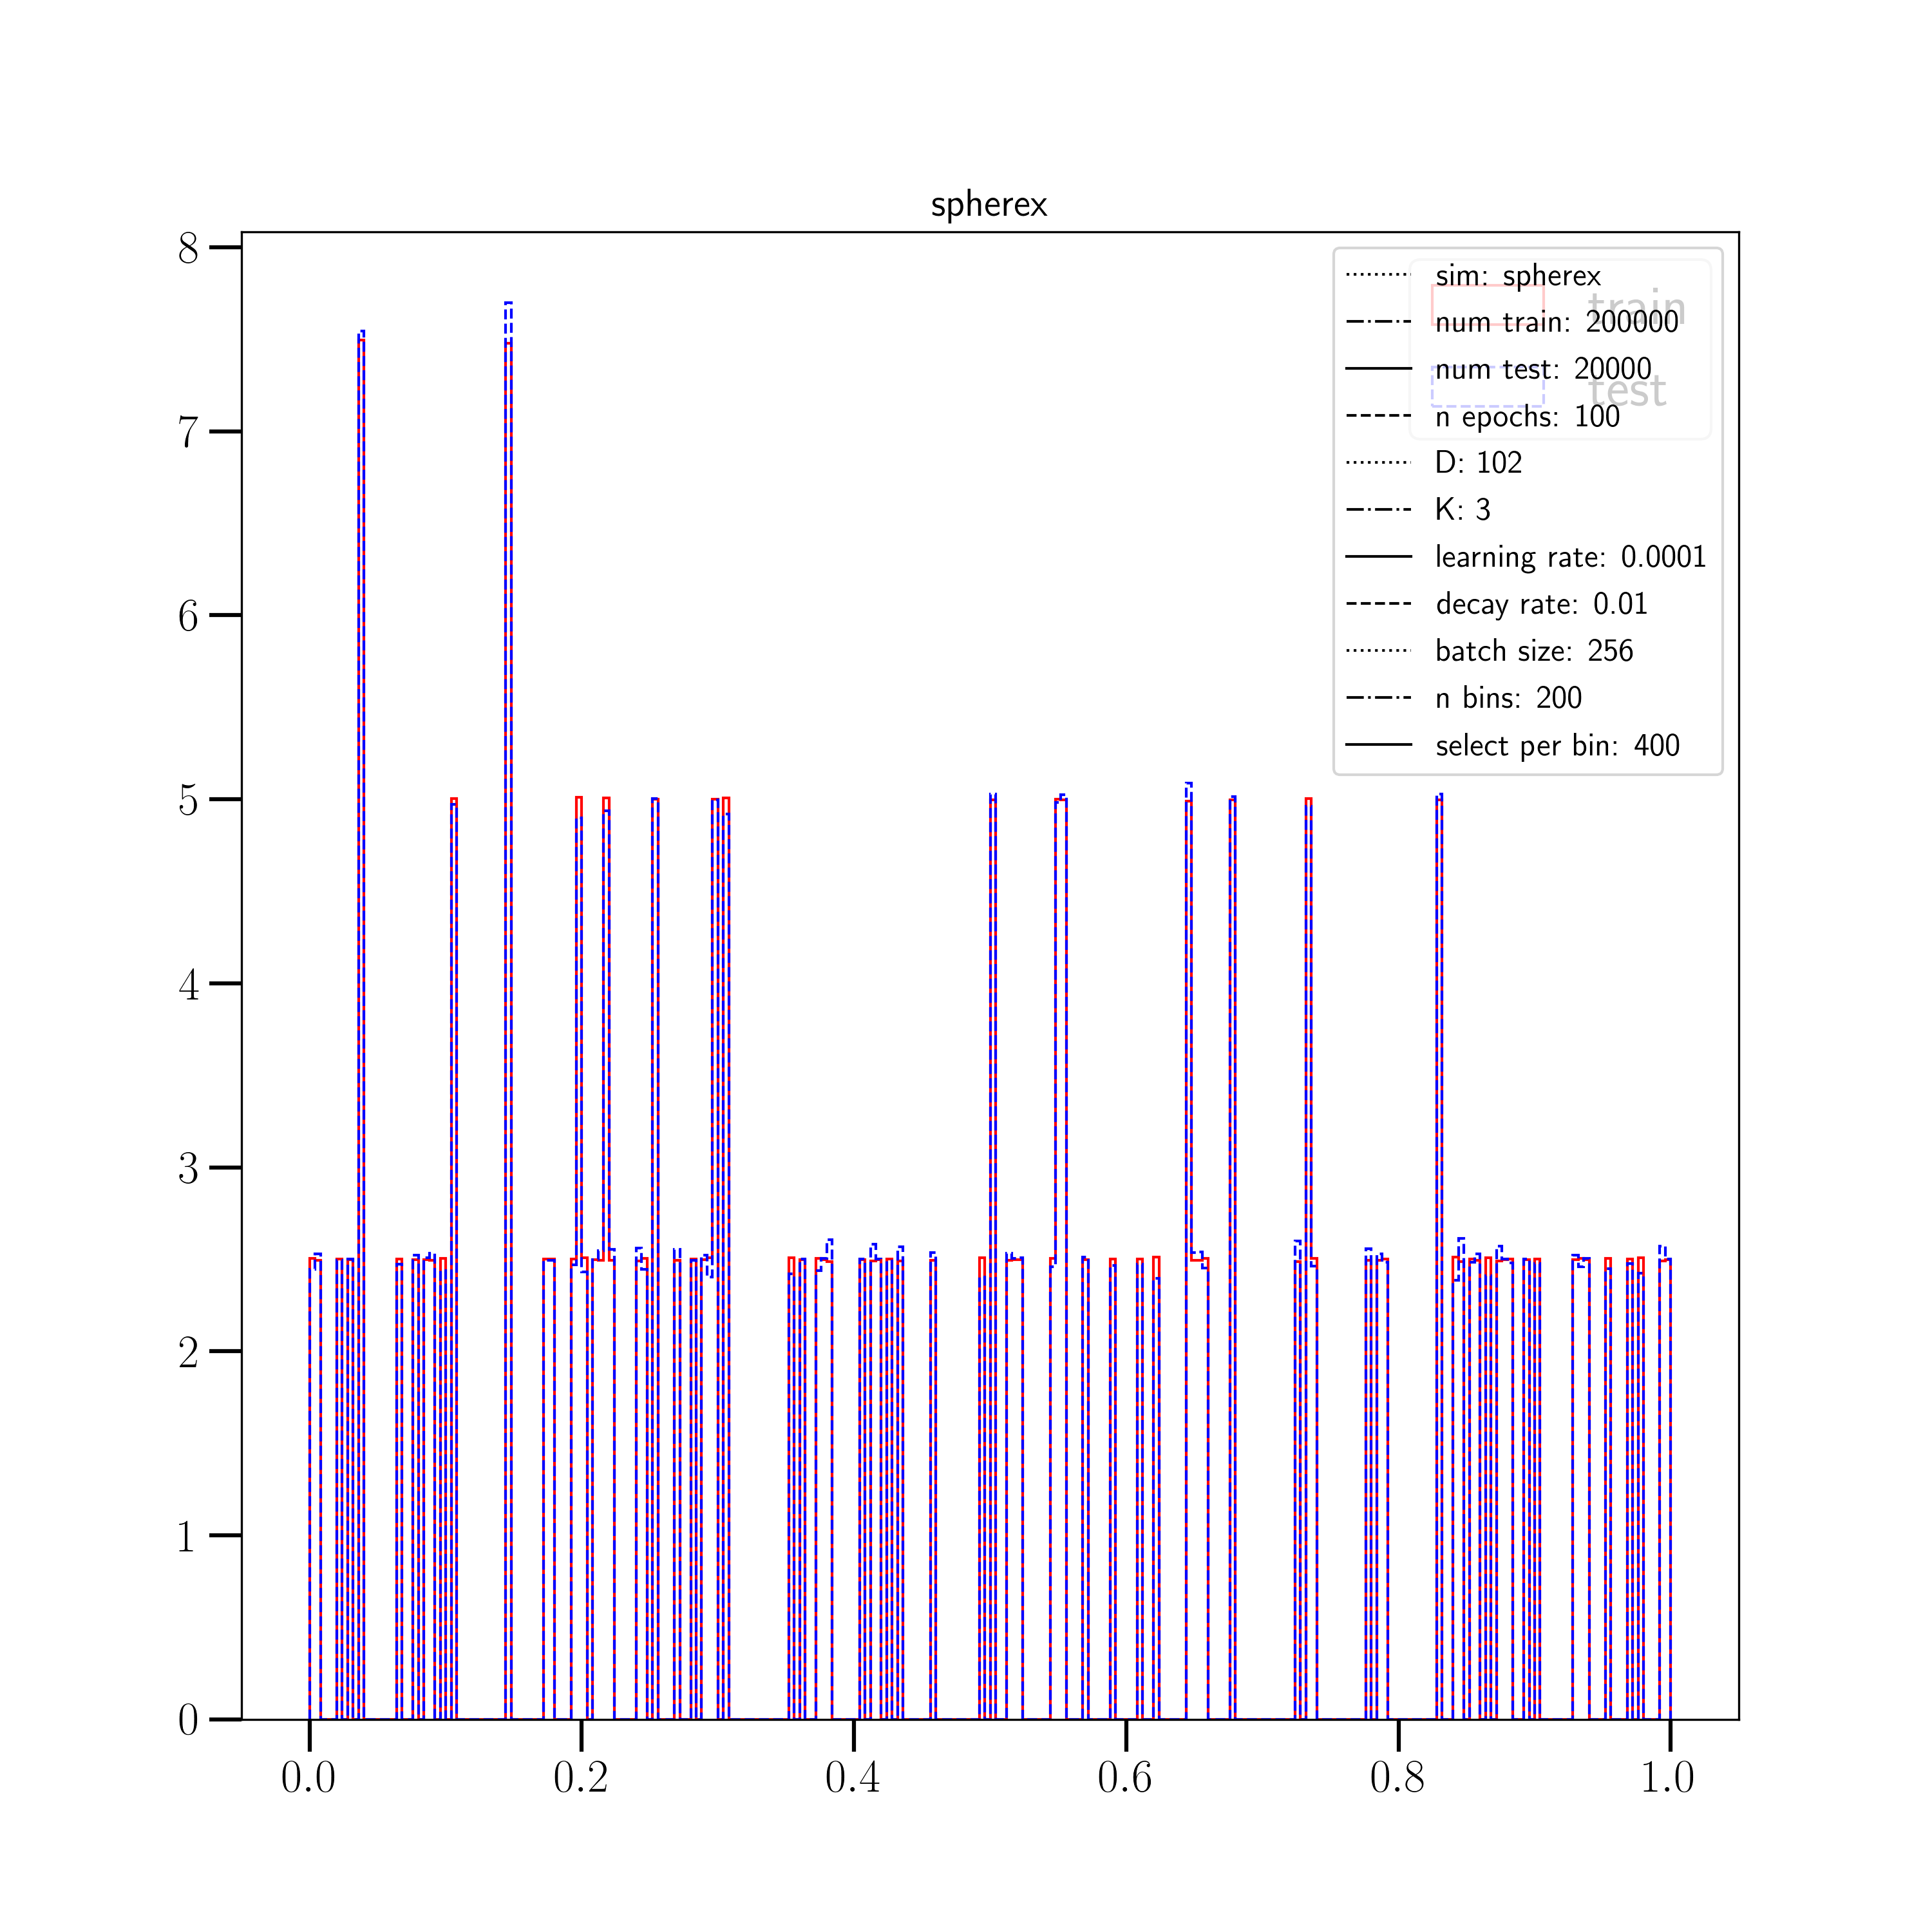 spherex
8
7
6
5
4
3
2
1
0
0.0 0.2 0.4 0.6 0.8 1.0
sim: spherex
num train: 200000
num test: 20000
n epochs: 100
D: 102
K: 3
learning rate: 0.0001
decay rate: 0.01
batch size: 256
n bins: 200
select per bin: 400
train
test